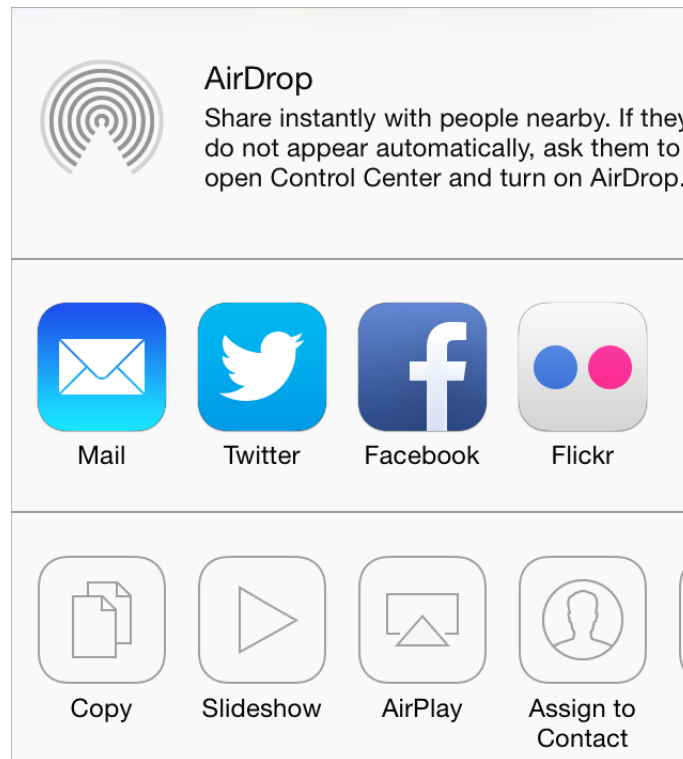 AirDrop
Share instantly with people nearby. If they
do not appear automatically, ask them to
open Control Center and turn on AirDrop.
Mail
Twitter
Facebook
Flickr
Copy
Slideshow
AirPlay
Assign to
Contact